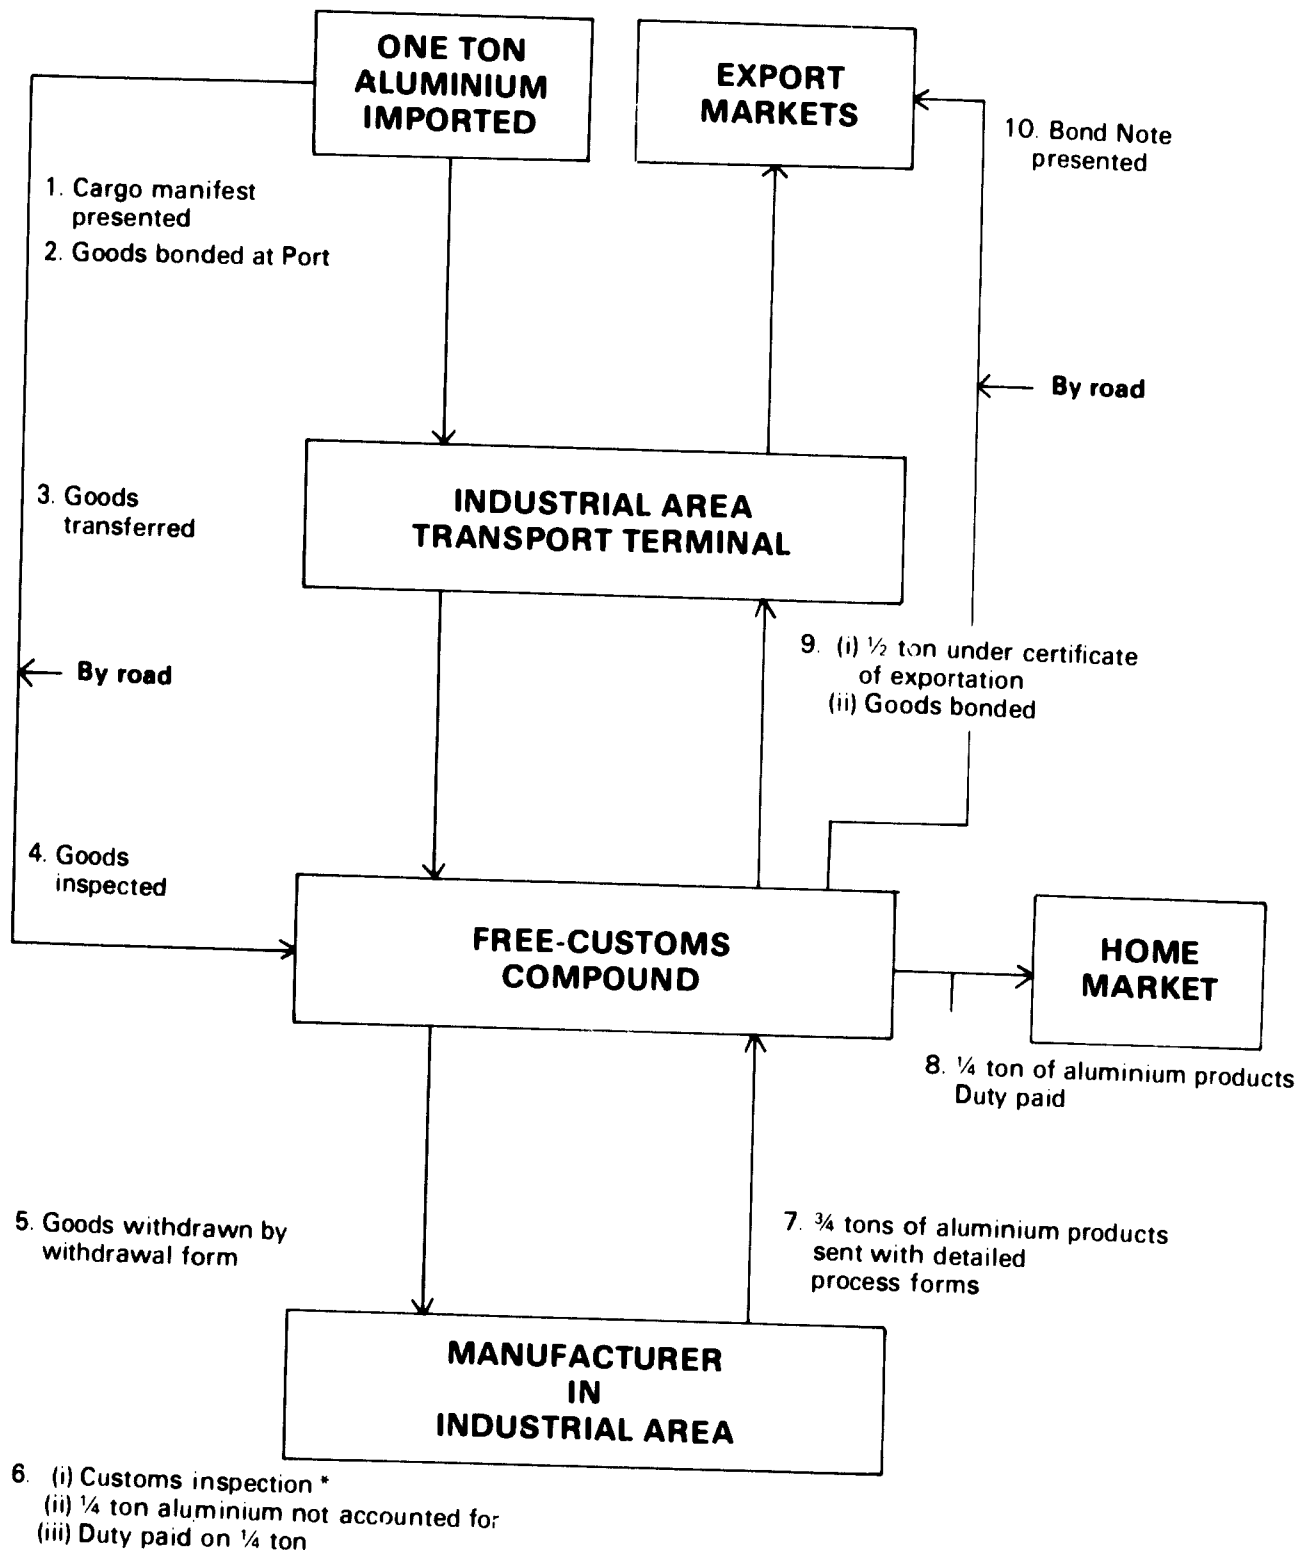 ONE TON
ALUMINIUM
IMPORTED
EXPORT
MARKETS
10. Bond Note
presented
1. Cargo manifest
presented
2. Goods bonded at Port
By road
3. Goods
transferred
INDUSTRIAL AREA
TRANSPORT TERMINAL
By road
9. (i) ½ ton under certificate
of exportation
(ii) Goods bonded
4. Goods
inspected
FREE-CUSTOMS
COMPOUND
HOME
MARKET
8. ¼ ton of aluminium products
Duty paid
5. Goods withdrawn by
withdrawal form
7. ¾ tons of aluminium products
sent with detailed
process forms
MANUFACTURER
IN
INDUSTRIAL AREA
6. (i) Customs inspection *
(ii) ¼ ton aluminium not accounted for
(iii) Duty paid on ¼ ton